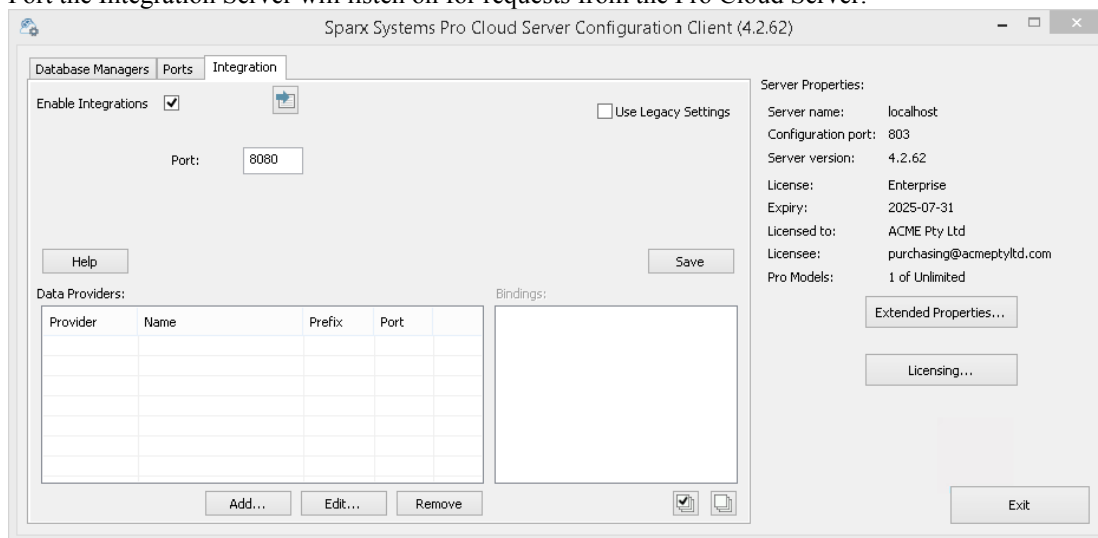 Port the Integration Server will listen on for requests from the Pro Cloud Server.
Sparx Systems Pro Cloud Server Configuration Client (4.2.62)
Database Managers Ports Integration
Enable Integrations
Use Legacy Settings
Port: 8080
Help Save
Data Providers: Bindings:
Provider Name Prefix Port
Add... Edit... Remove
Server Properties:
Server name: localhost
Configuration port: 803
Server version: 4.2.62
License: Enterprise
Expiry: 2025-07-31
Licensed to: ACME Pty Ltd
Licensee: purchasing@acmeptyltd.com
Pro Models: 1 of Unlimited
Extended Properties...
Licensing...
Exit